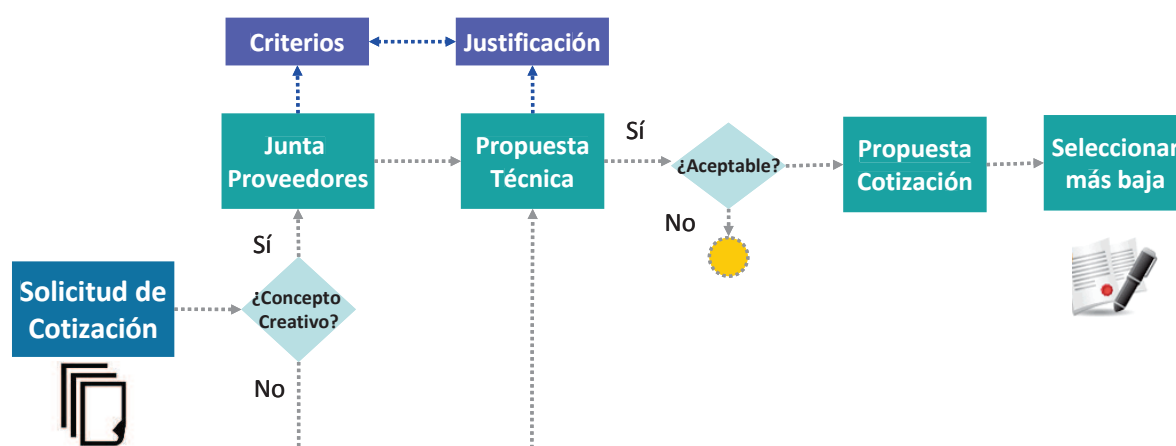 Criterios
Justificación
Junta
Proveedores
Propuesta
Técnica
Sí
¿Aceptable?
Propuesta
Cotización
Seleccionar
más baja
No
Sí
Solicitud de
Cotización
¿Concepto
Creativo?
No